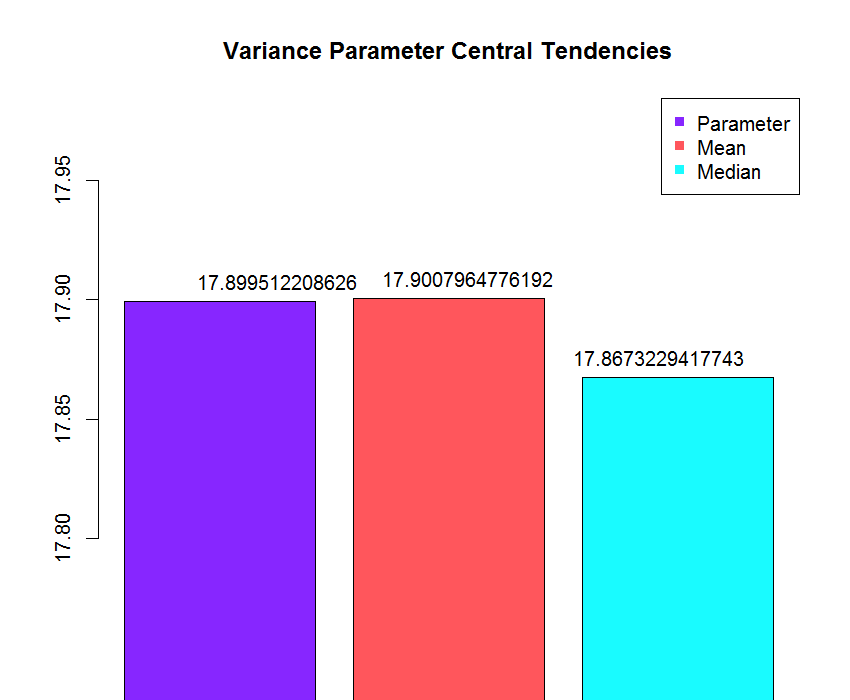 Variance Parameter Central Tendencies
Parameter
Mean
Median
17.95
17.90
17.85
17.80
17.899512208626
17.9007964776192
17.8673229417743